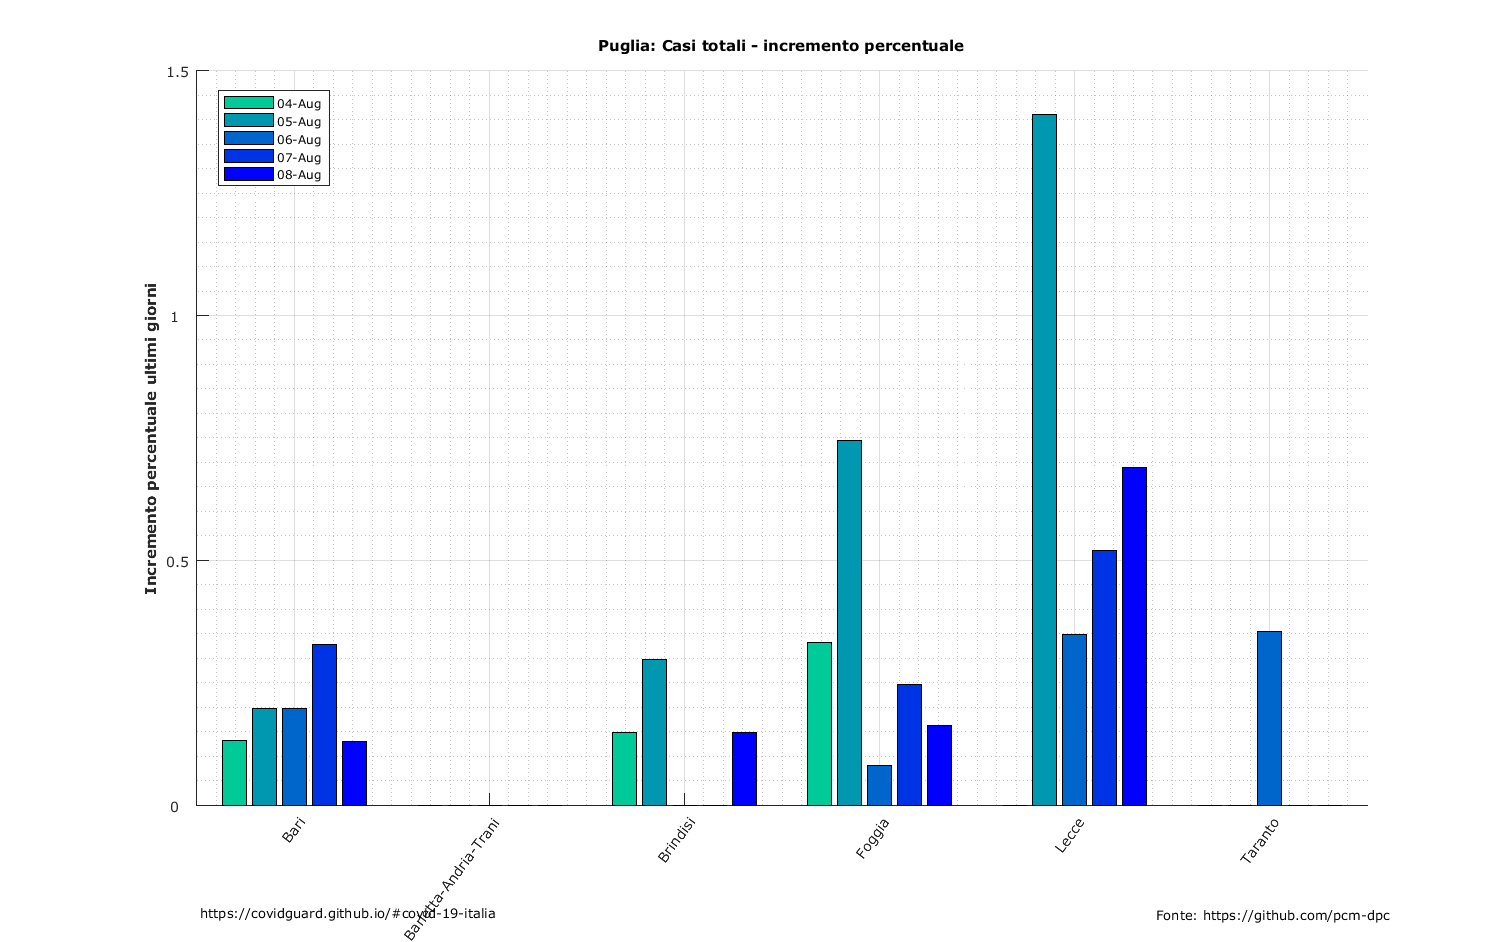 Puglia: Casi totali - incremento percentuale
Incremento percentuale ultimi giorni
1.5
1
0.5
0
04-Aug
05-Aug
06-Aug
07-Aug
08-Aug
Bari
Barletta-Andria-Trani
Brindisi
Foggia
Lecce
Taranto
https://covidguard.github.io/#covid-19-italia
Fonte: https://github.com/pcm-dpc